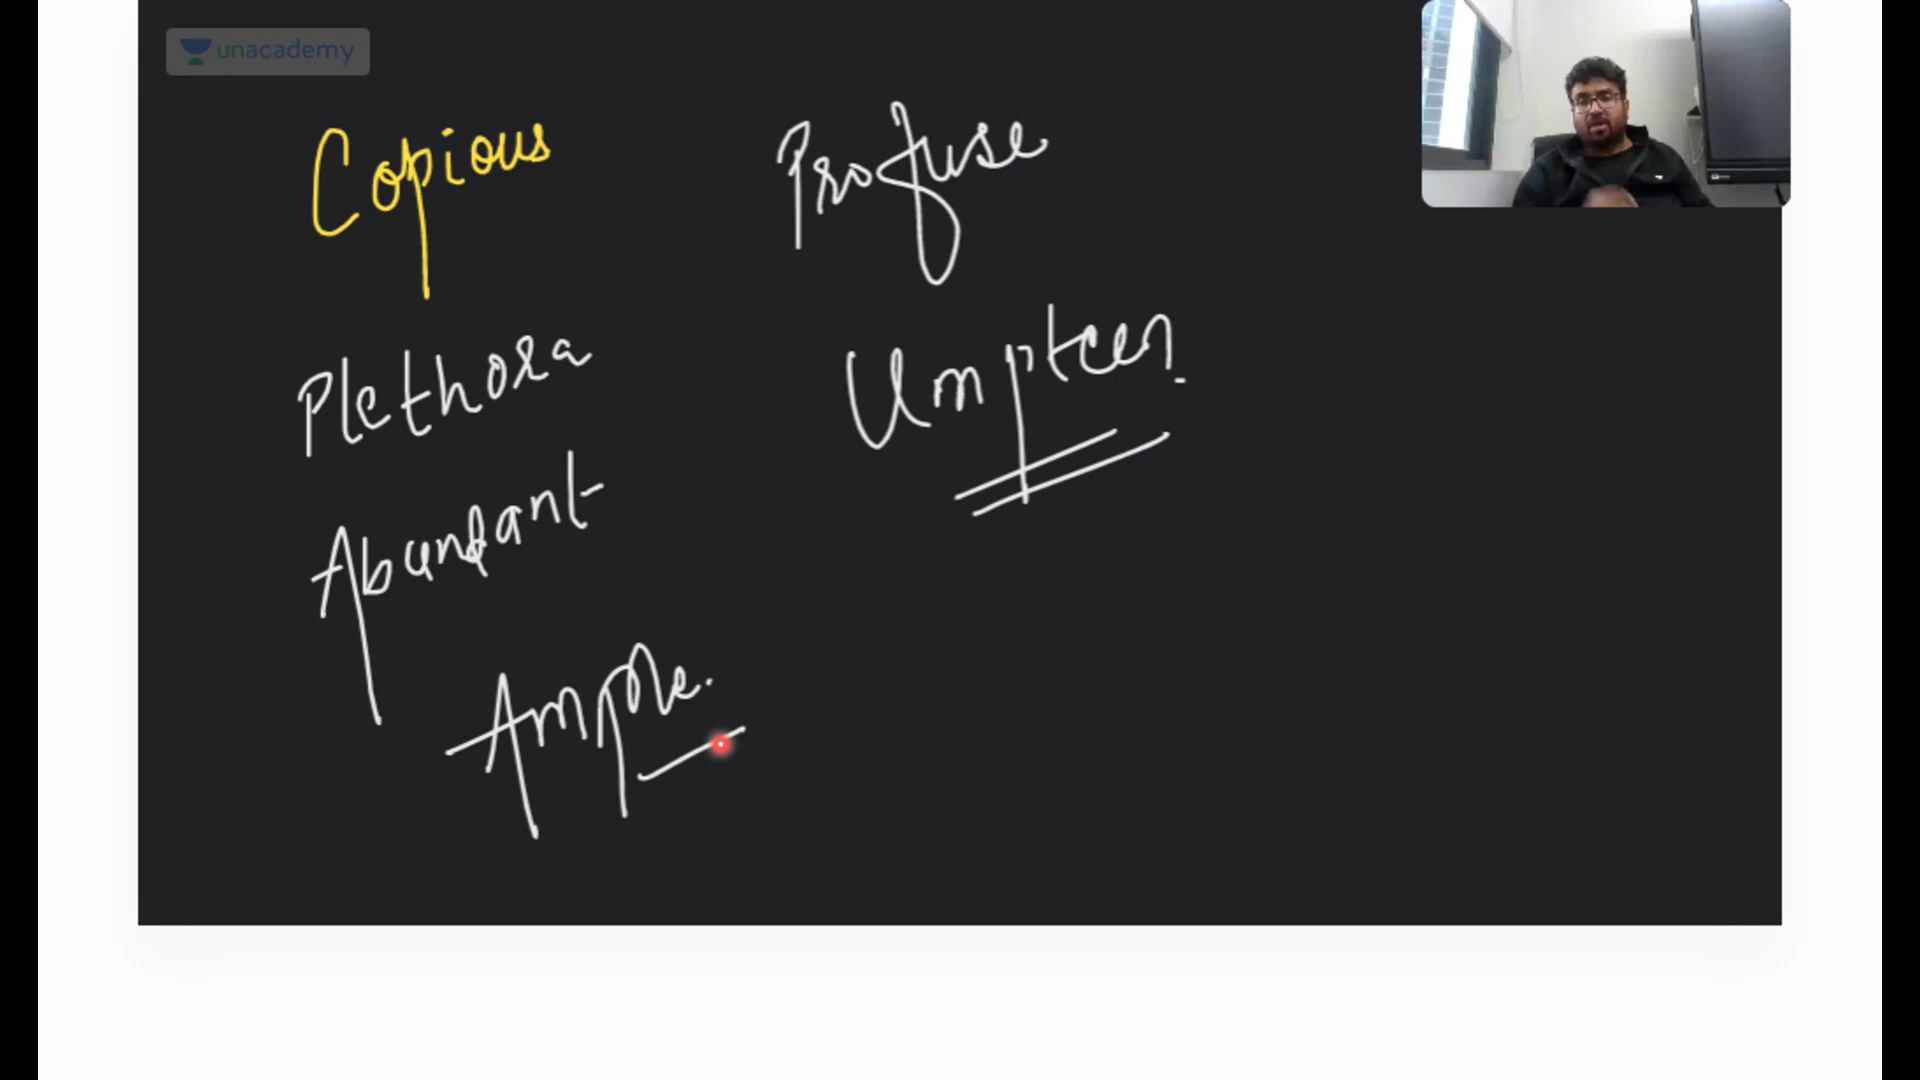 unacademy
Copious
Profuse
Plethora
Umpteen.
Abundant
Ample.